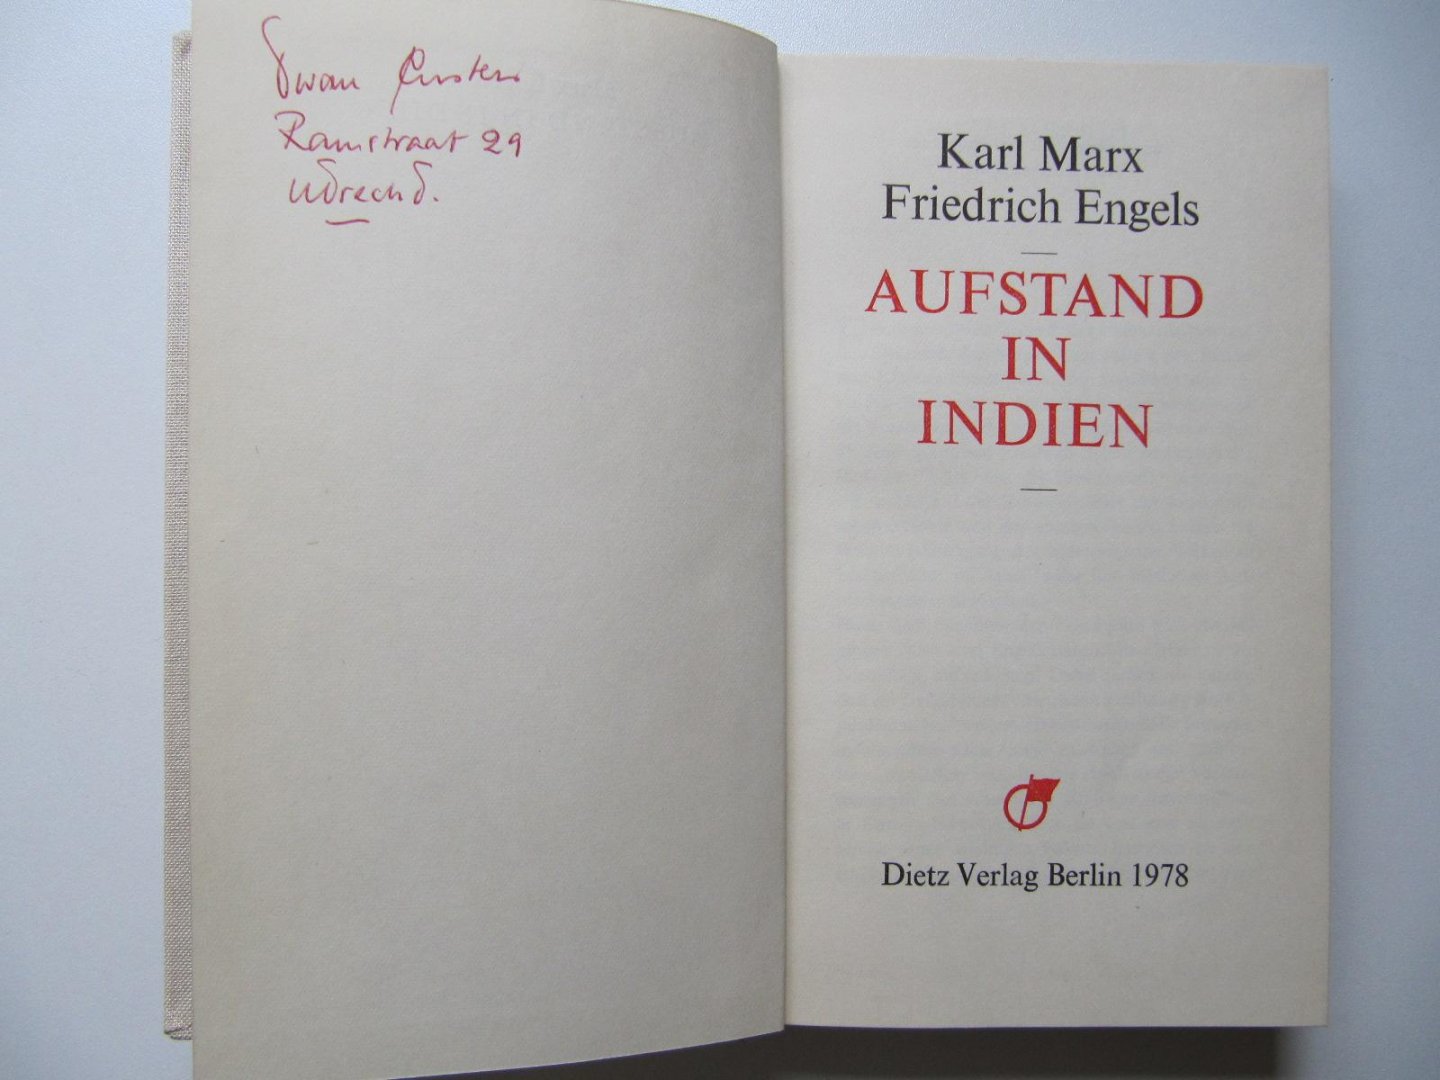 Ramstraat 29
Utrecht.
Karl Marx
Friedrich Engels
AUFSTAND
IN
INDIEN
Dietz Verlag Berlin 1978